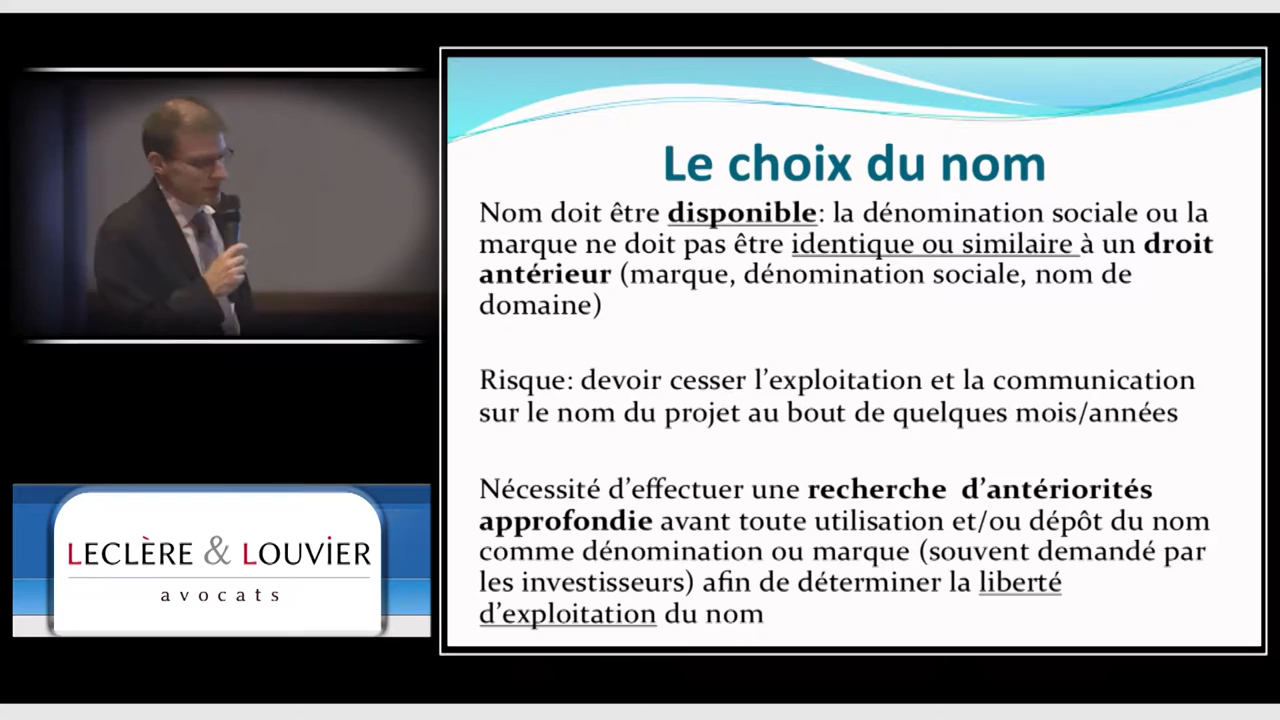 Le choix du nom
Nom doit être disponible: la dénomination sociale ou la
marque ne doit pas être identique ou similaire à un droit
antérieur (marque, dénomination sociale, nom de
domaine)
Risque: devoir cesser l’exploitation et la communication
sur le nom du projet au bout de quelques mois/années
Nécessité d’effectuer une recherche  d’antériorités
approfondie avant toute utilisation et/ou dépôt du nom
comme dénomination ou marque (souvent demandé par
les investisseurs) afin de déterminer la liberté
d’exploitation du nom
LECLÈRE & LOUVIER
avocats